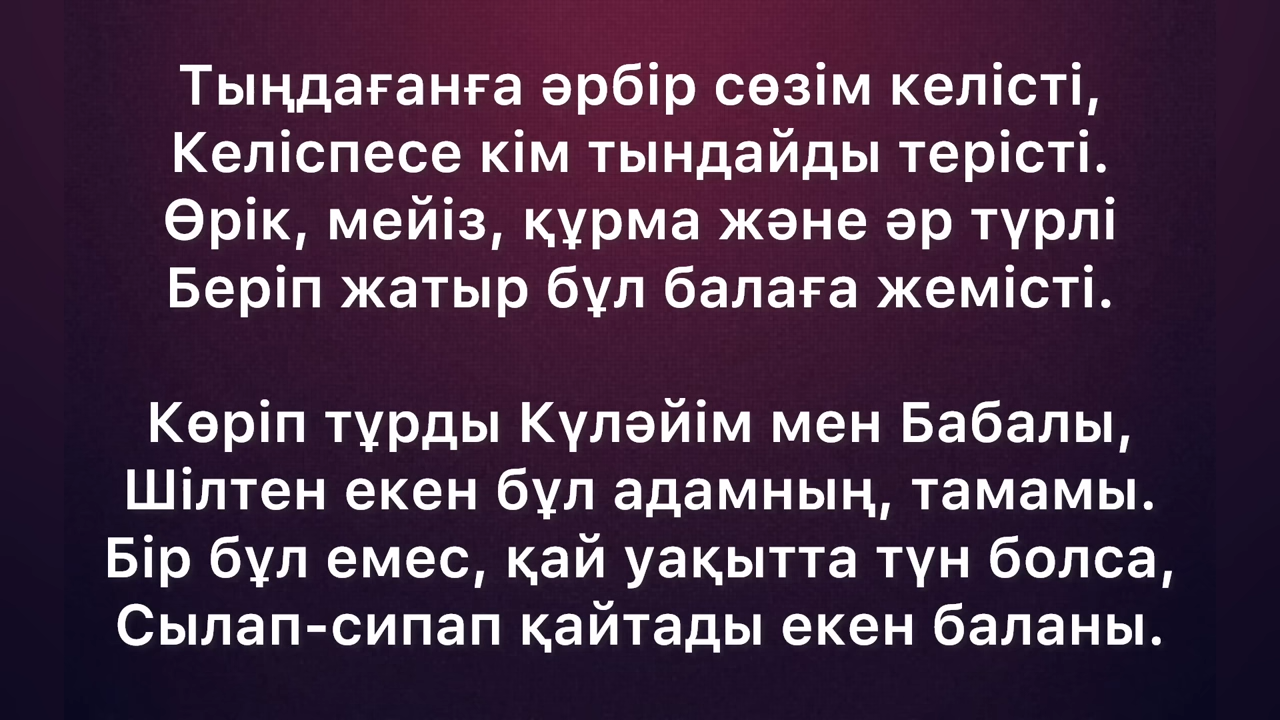 Тыңдағанға әрбір сөзім келісті,
Келіспесе кім тындайды терісті.
Өрік, мейіз, құрма және әр түрлі
Беріп жатыр бұл балаға жемісті.
Көріп тұрды Күләйім мен Бабалы,
Шілтен екен бұл адамның, тамамы.
Бір бұл емес, қай уақытта түн болса,
Сылап-сипап қайтады екен баланы.